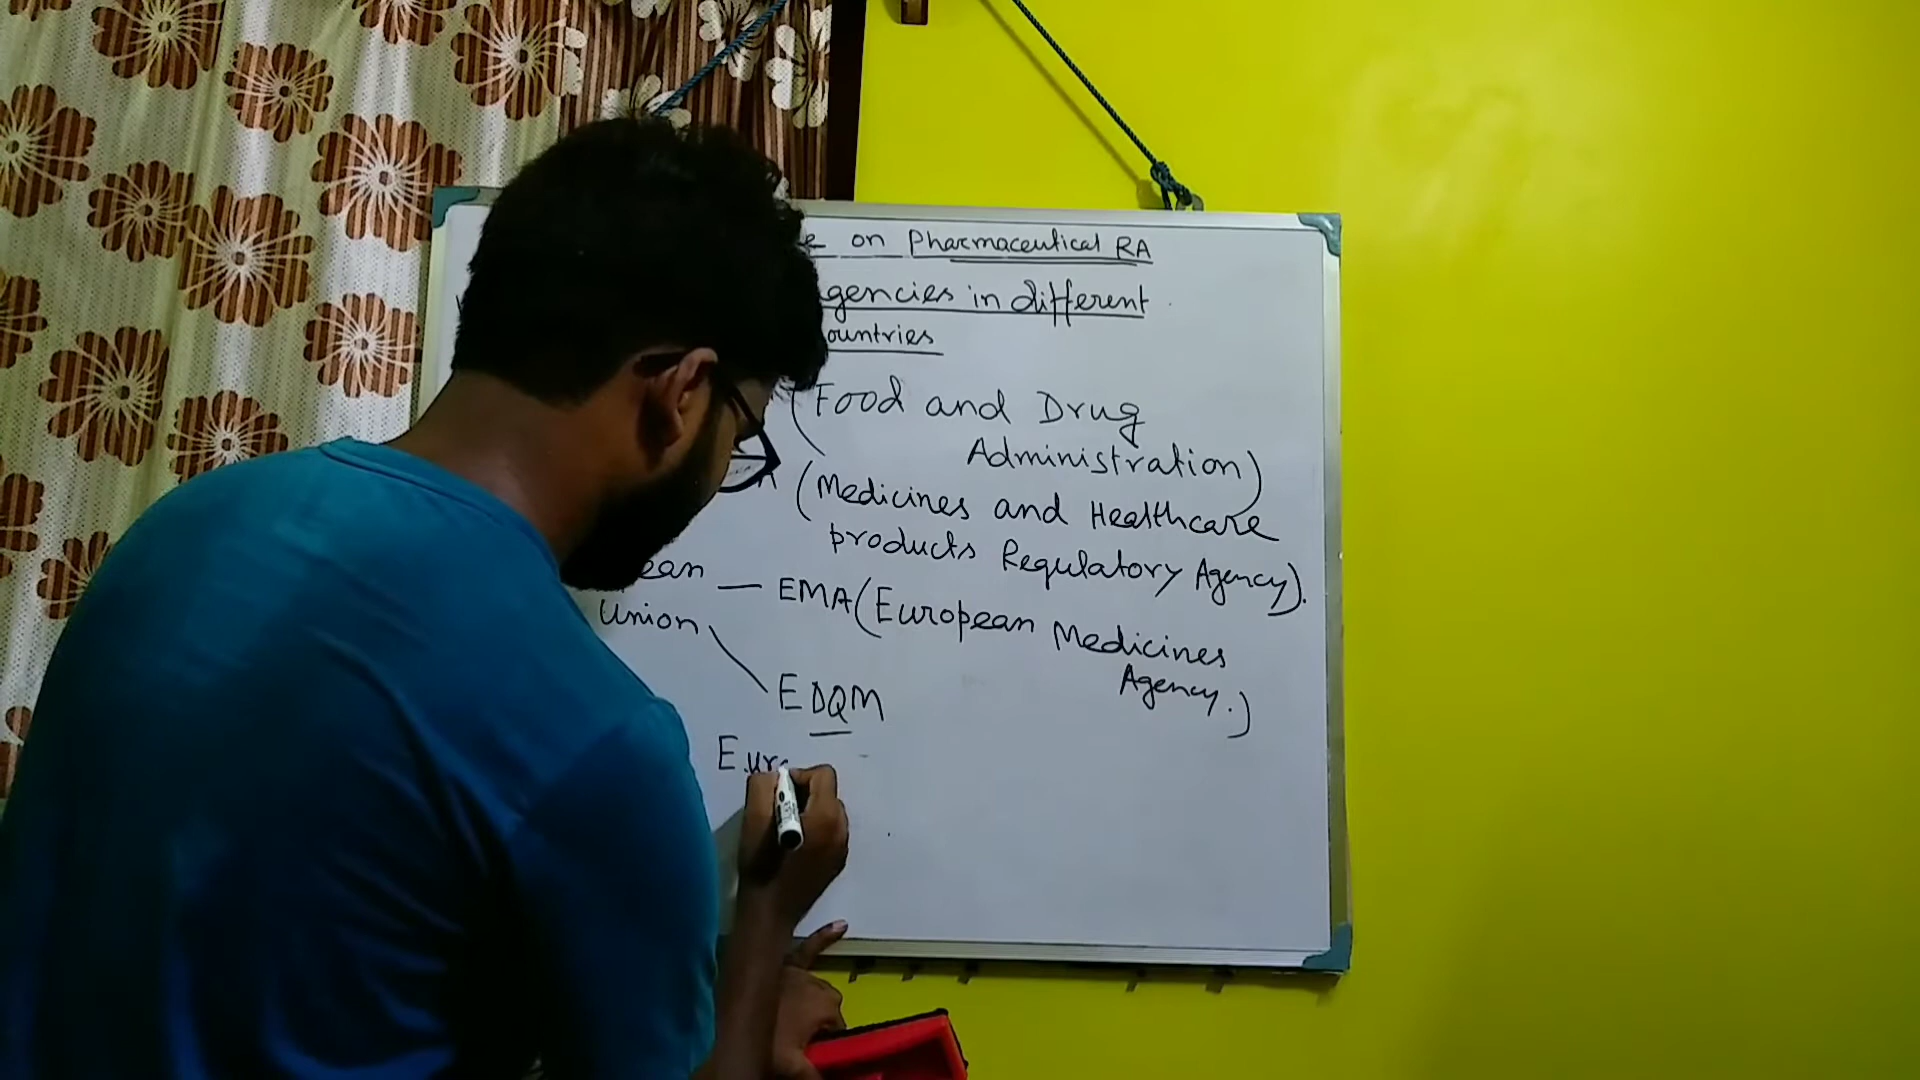 on Pharmaceutical RA
gencies in different
ountries
(Food and Drug
Administration)
(Medicines and Healthcare
products Regulatory Agency).
ean — EMA (European Medicines
Union
Agency.)
EDQM
Euro